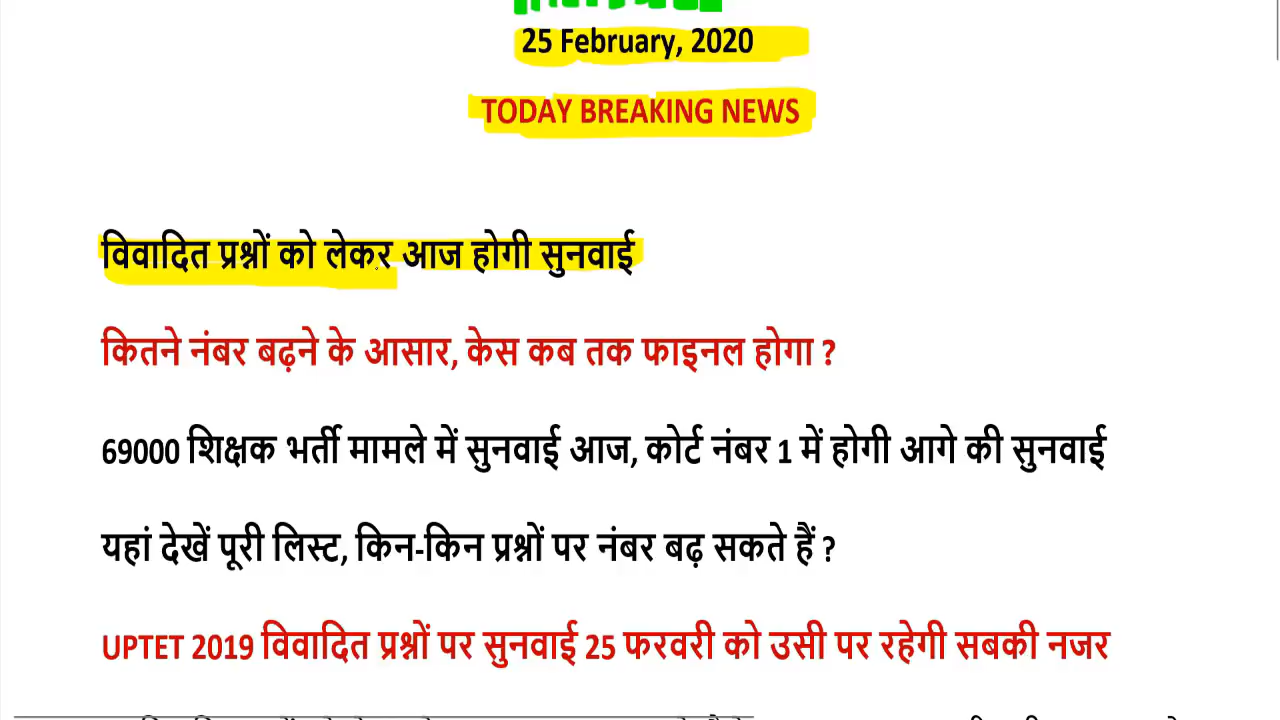 25 February, 2020
TODAY BREAKING NEWS
विवादित प्रश्नों को लेकर आज होगी सुनवाई
कितने नंबर बढ़ने के आसार, केस कब तक फाइनल होगा ?
69000 शिक्षक भर्ती मामले में सुनवाई आज, कोर्ट नंबर 1 में होगी आगे की सुनवाई
यहां देखें पूरी लिस्ट, किन-किन प्रश्नों पर नंबर बढ़ सकते हैं ?
UPTET 2019 विवादित प्रश्नों पर सुनवाई 25 फरवरी को उसी पर रहेगी सबकी नजर